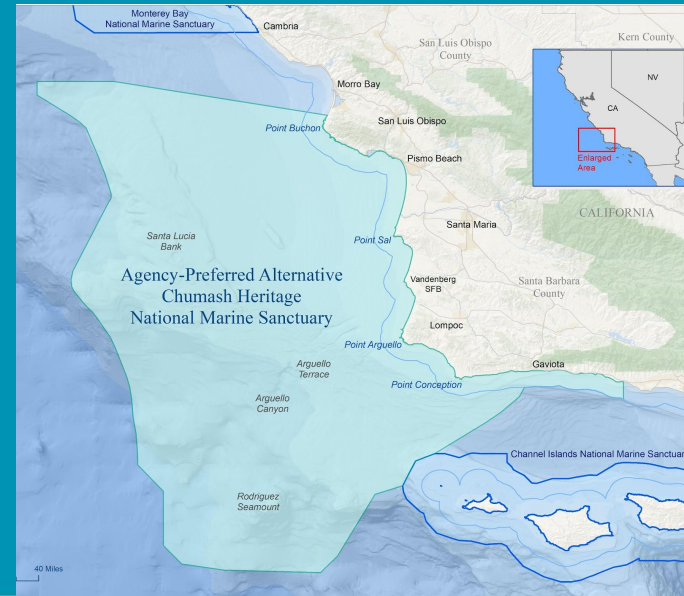 Monterey Bay
National Marine Sanctuary
Cambria
San Luis Obispo
County
Kern County
NV
CA
Enlarged
Area
Morro Bay
Point Buchon
San Luis Obispo
Pismo Beach
CALIFORNIA
Santa Lucia
Bank
Point Sal
Santa Maria
Agency-Preferred Alternative
Chumash Heritage
National Marine Sanctuary
Vandenberg
SFB
Santa Barbara
County
Lompoc
Point Arguello
Arguello
Terrace
Gaviota
Point Conception
Arguello
Canyon
Channel Islands National Marine Sanctuar
Rodriguez
Seamount
40 Miles